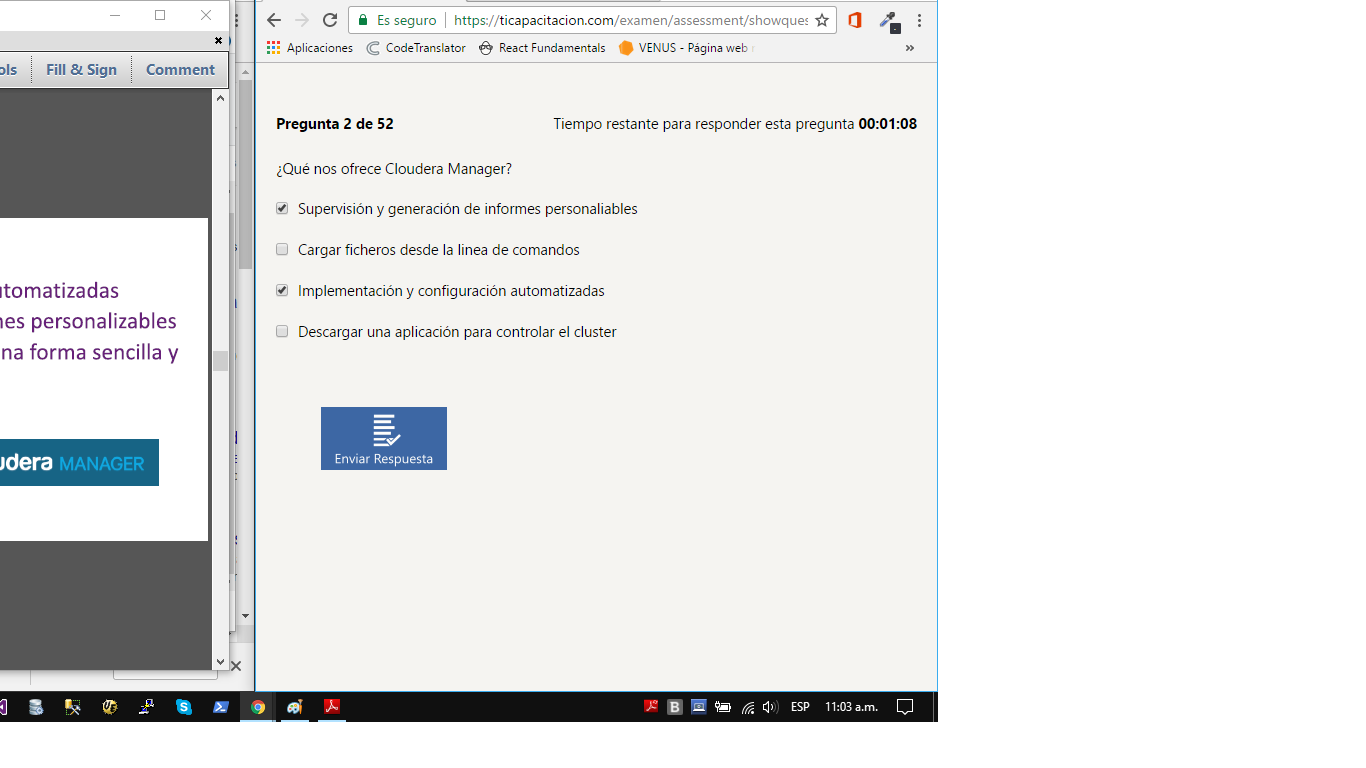 Es seguro
https://ticapacitacion.com/examen/assessment/showques
Aplicaciones
CodeTranslator
React Fundamentals
VENUS - Página web
»
Fill & Sign
Comment
Pregunta 2 de 52
Tiempo restante para responder esta pregunta 00:01:08
¿Qué nos ofrece Cloudera Manager?
Supervisión y generación de informes personaliables
Cargar ficheros desde la linea de comandos
Implementación y configuración automatizadas
Descargar una aplicación para controlar el cluster
Enviar Respuesta
utomatizadas
nes personalizables
na forma sencilla y
udera MANAGER
ESP
11:03 a.m.